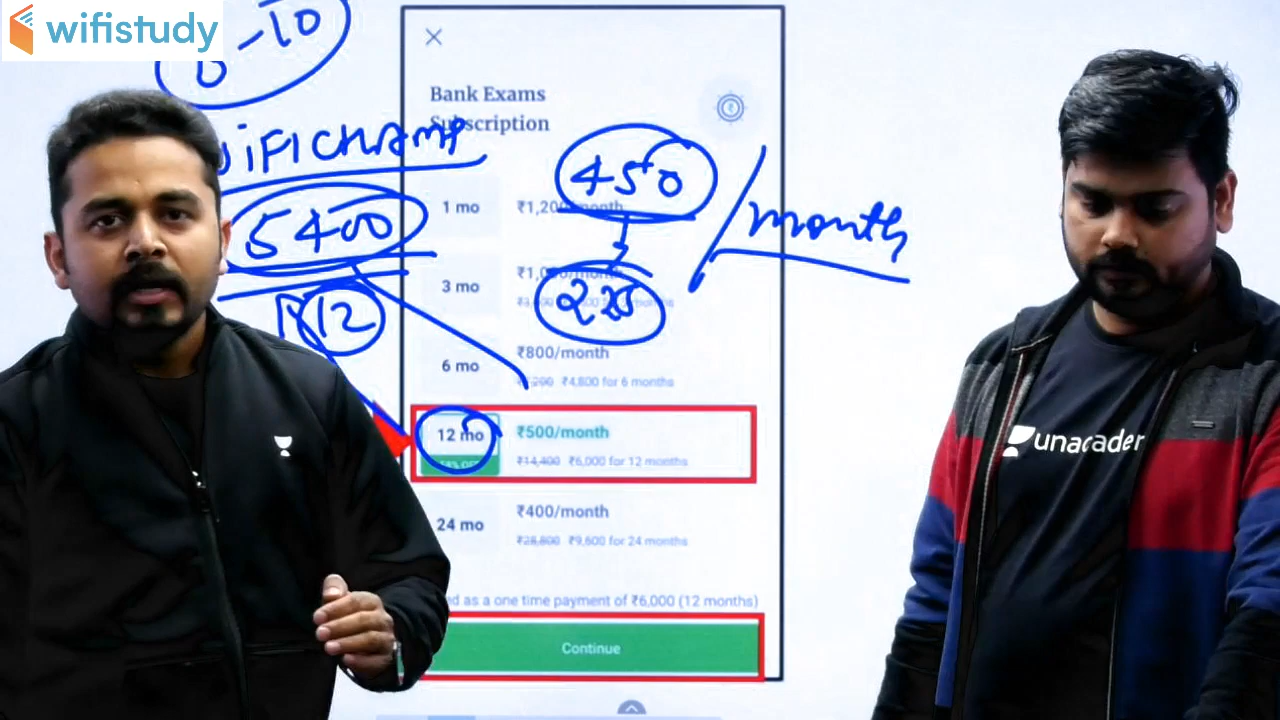 wifistudy
Bank Exams
Subscription
WIFICHAMP
450
/month
1 mo
5400
3 mo
12
225
6 mo
₹800/month
₹4,800 for 6 months
12 mo
₹500/month
₹14,400 ₹6,000 for 12 months
24 mo
₹400/month
₹28,800 ₹9,600 for 24 months
ed as a one time payment of ₹6,000 (12 months)
Continue
unacader